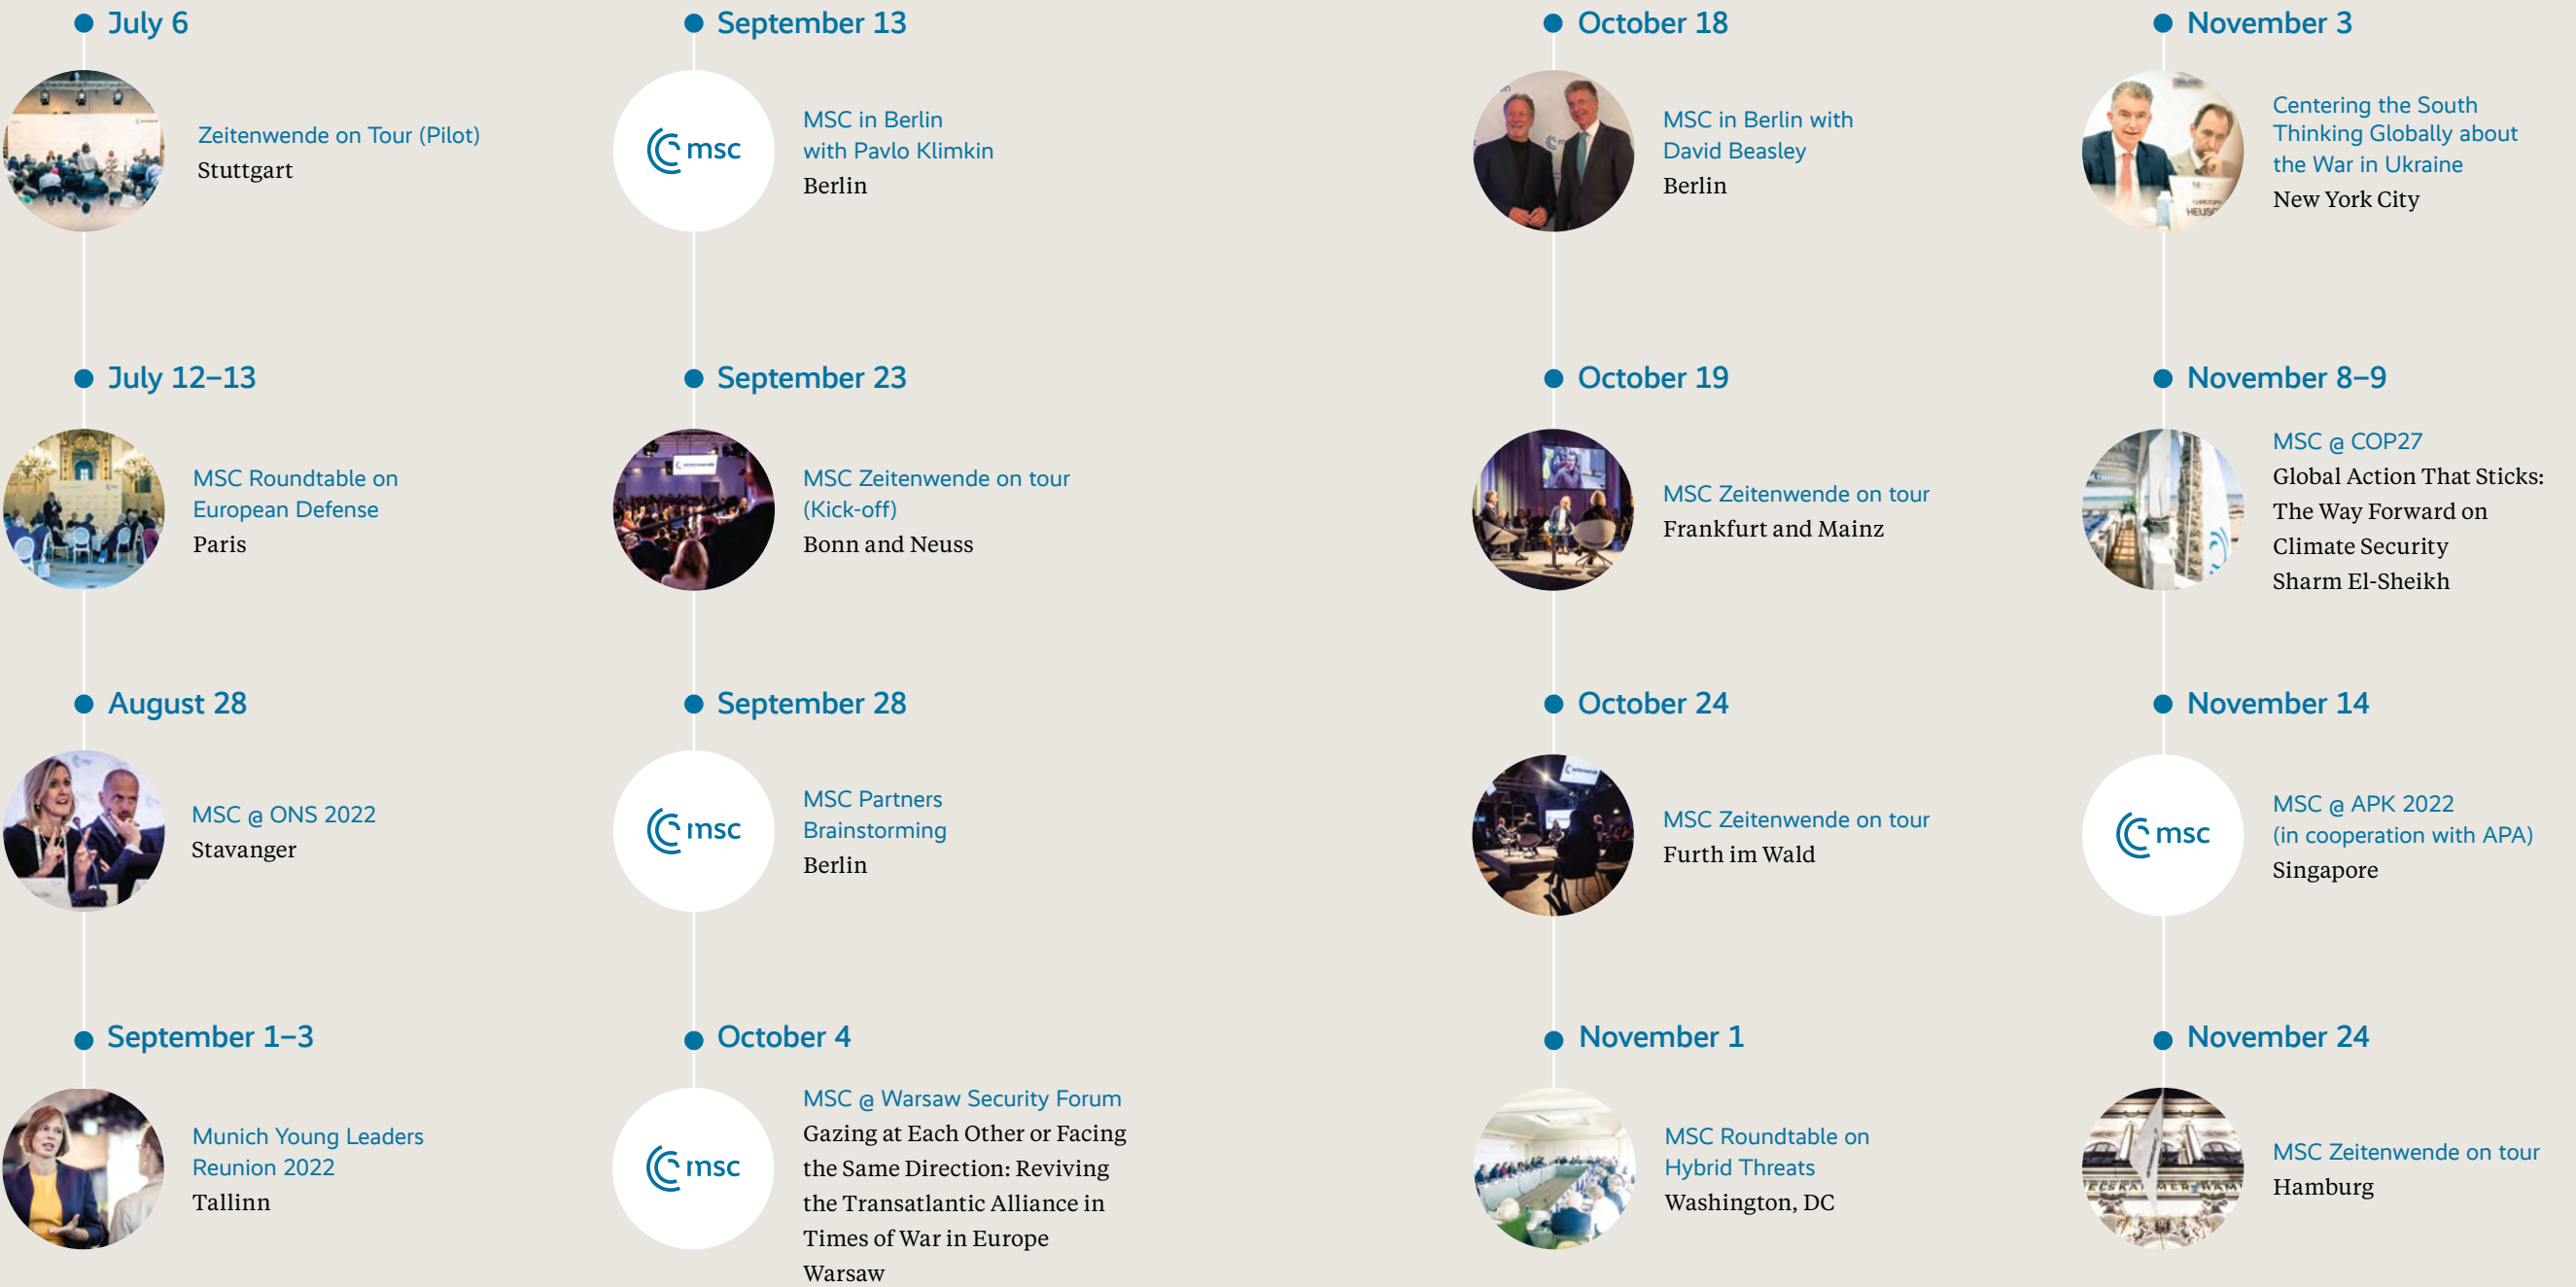 July 6
Zeitenwende on Tour (Pilot)
Stuttgart
July 12–13
MSC Roundtable on
European Defense
Paris
August 28
MSC @ ONS 2022
Stavanger
September 1–3
Munich Young Leaders
Reunion 2022
Tallinn
September 13
msc
MSC in Berlin
with Pavlo Klimkin
Berlin
September 23
zeitenwende
MSC Zeitenwende on tour
(Kick-off)
Bonn and Neuss
September 28
msc
MSC Partners
Brainstorming
Berlin
October 4
msc
MSC @ Warsaw Security Forum
Gazing at Each Other or Facing
the Same Direction: Reviving
the Transatlantic Alliance in
Times of War in Europe
Warsaw
October 18
MSC in Berlin with
David Beasley
Berlin
October 19
MSC Zeitenwende on tour
Frankfurt and Mainz
October 24
zeitenwende
MSC Zeitenwende on tour
Furth im Wald
November 1
MSC Roundtable on
Hybrid Threats
Washington, DC
November 3
CHRISTOPH
HEUSG
Centering the South
Thinking Globally about
the War in Ukraine
New York City
November 8–9
MSC @ COP27
Global Action That Sticks:
The Way Forward on
Climate Security
Sharm El-Sheikh
November 14
msc
MSC @ APK 2022
(in cooperation with APA)
Singapore
November 24
MSC Zeitenwende on tour
Hamburg